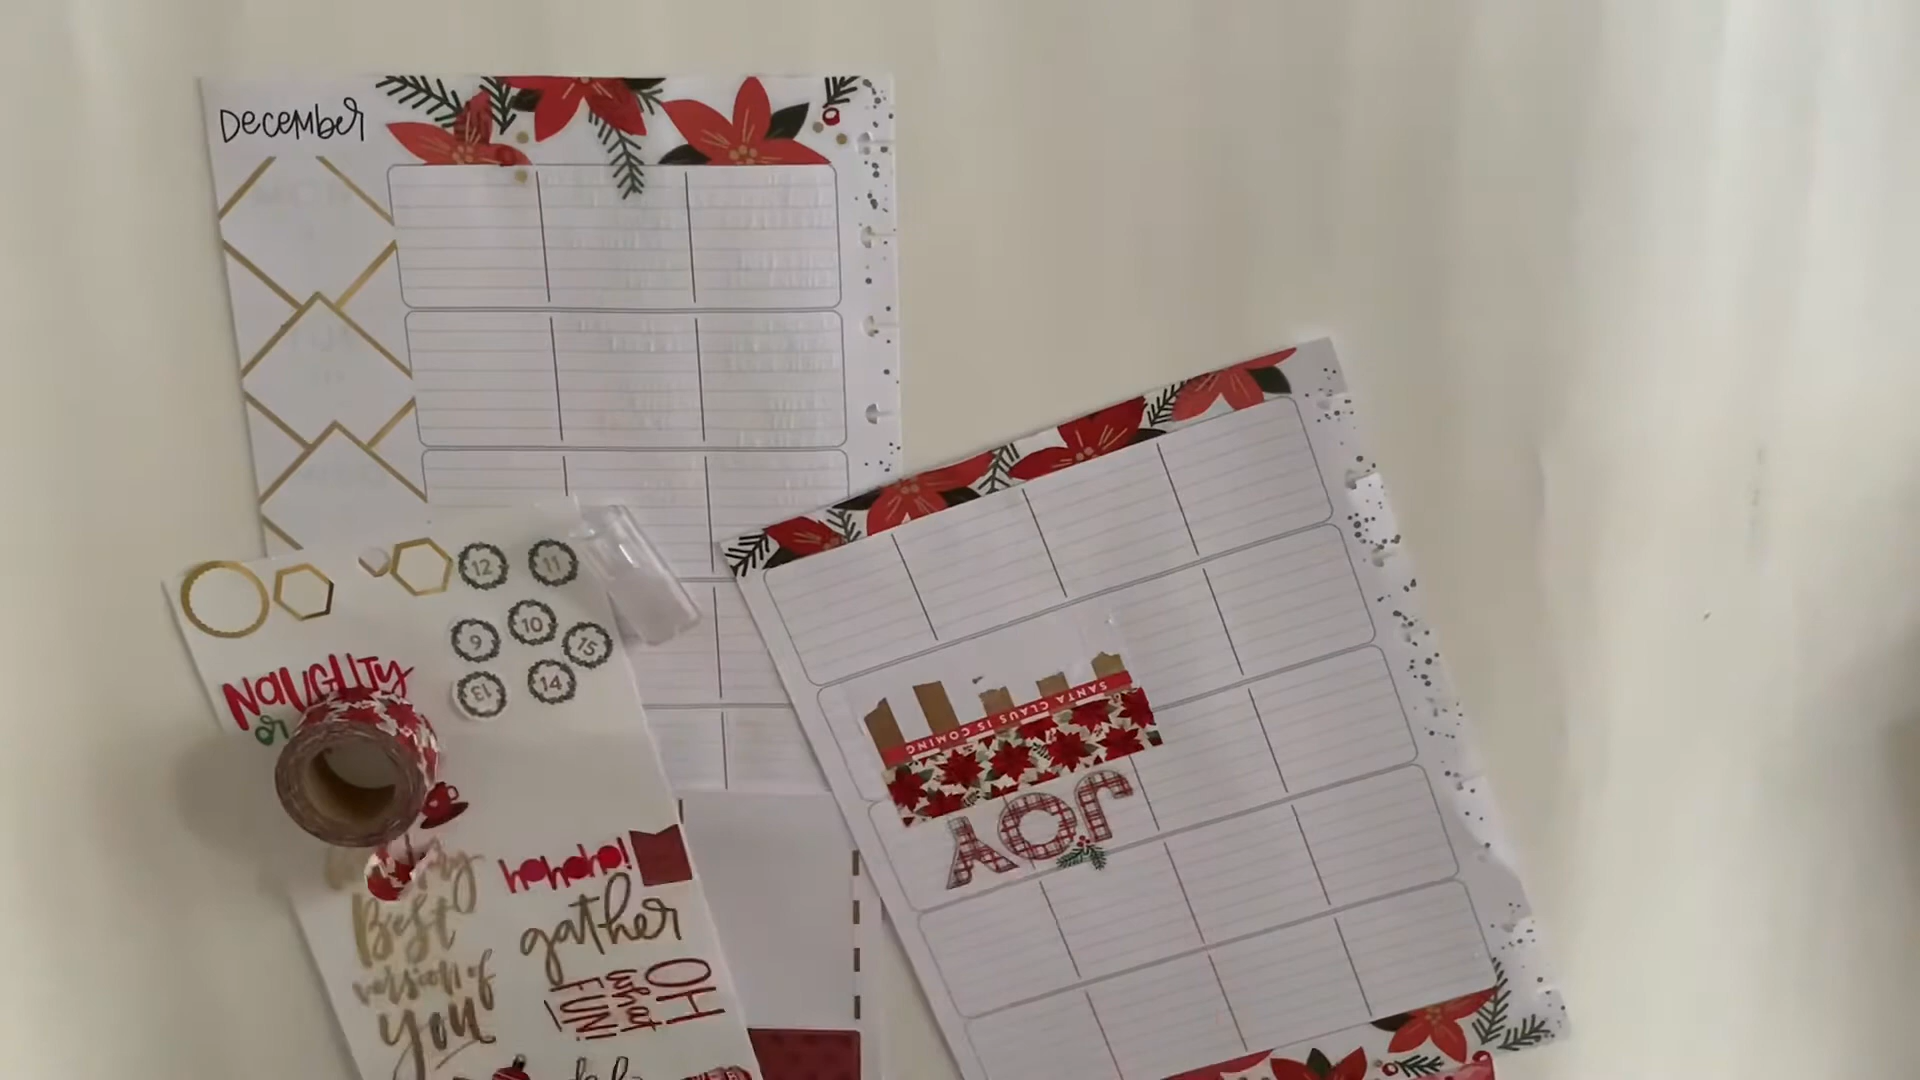 December
12
11
10
9
15
14
13
NAUGHTY
or
SANTA CLAUS IS COMING
JOY
hohoho!
Best
version of
you
gather
OH
what
FUN!